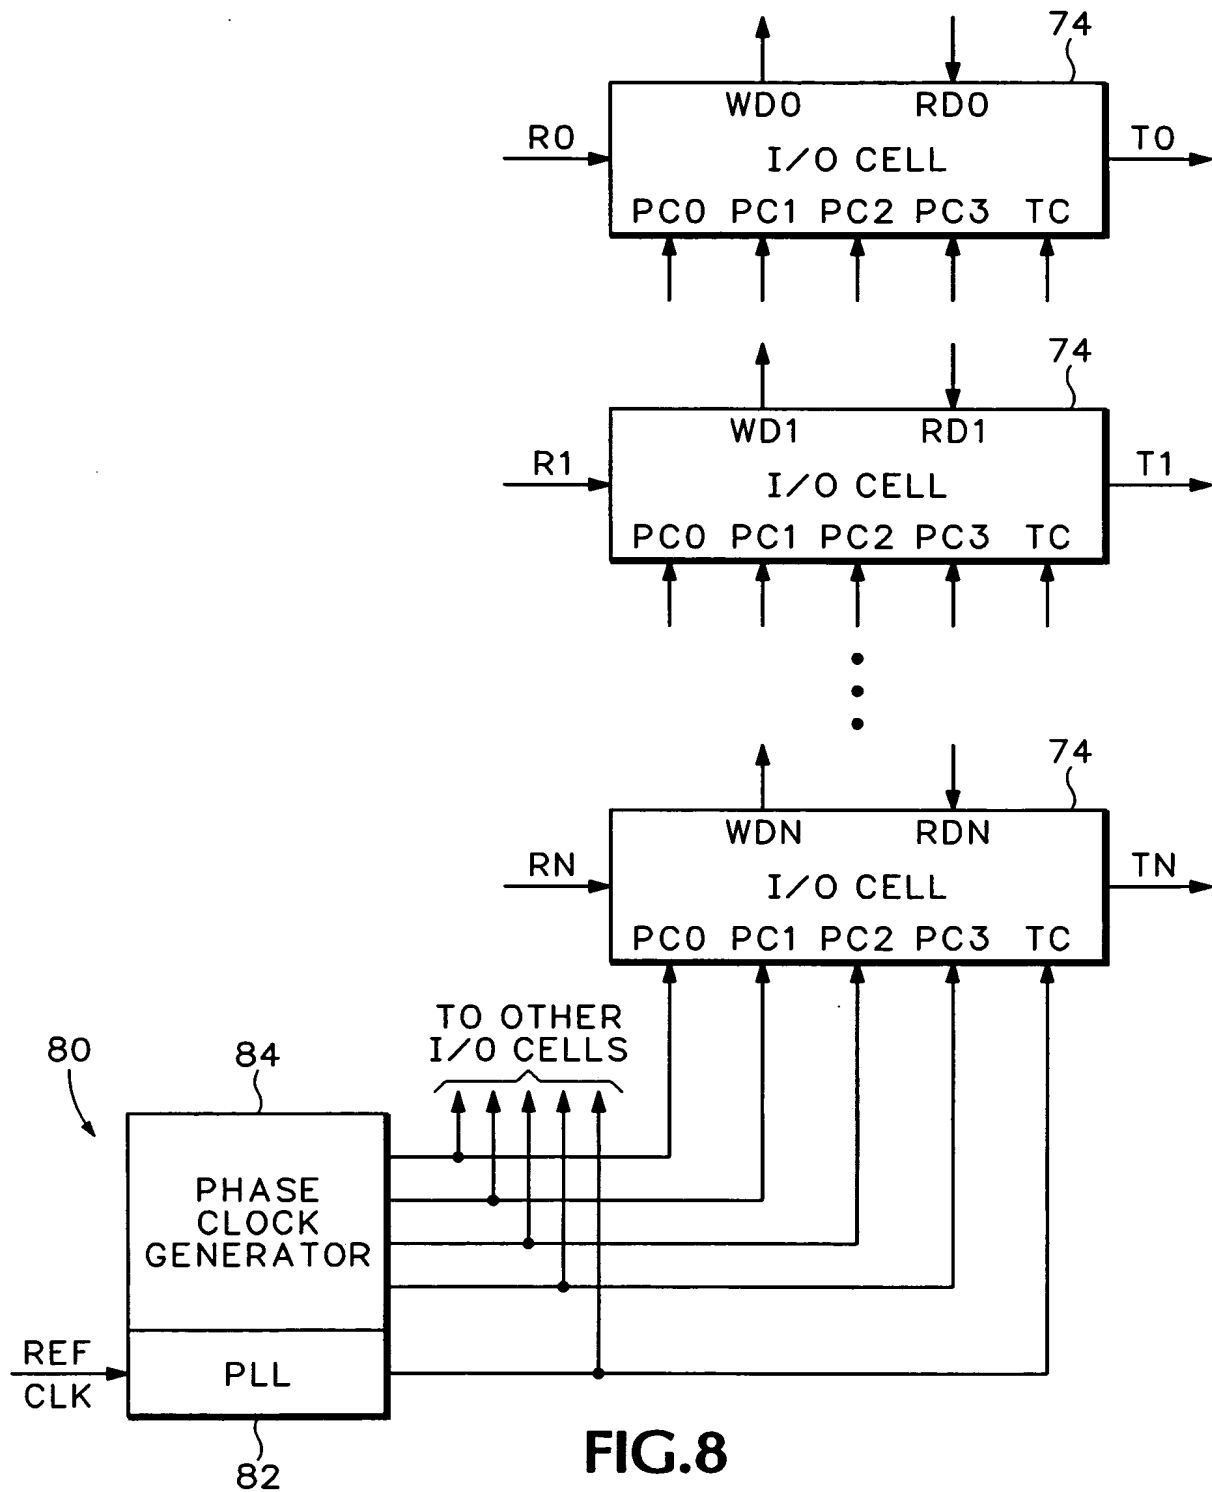 74
WD0 RD0
R0 I/O CELL T0
PC0 PC1 PC2 PC3 TC
74
WD1 RD1
R1 I/O CELL T1
PC0 PC1 PC2 PC3 TC
74
WDN RDN
RN I/O CELL TN
PC0 PC1 PC2 PC3 TC
TO OTHER
I/O CELLS
80
84
PHASE
CLOCK
GENERATOR
REF
CLK
PLL
82
FIG.8